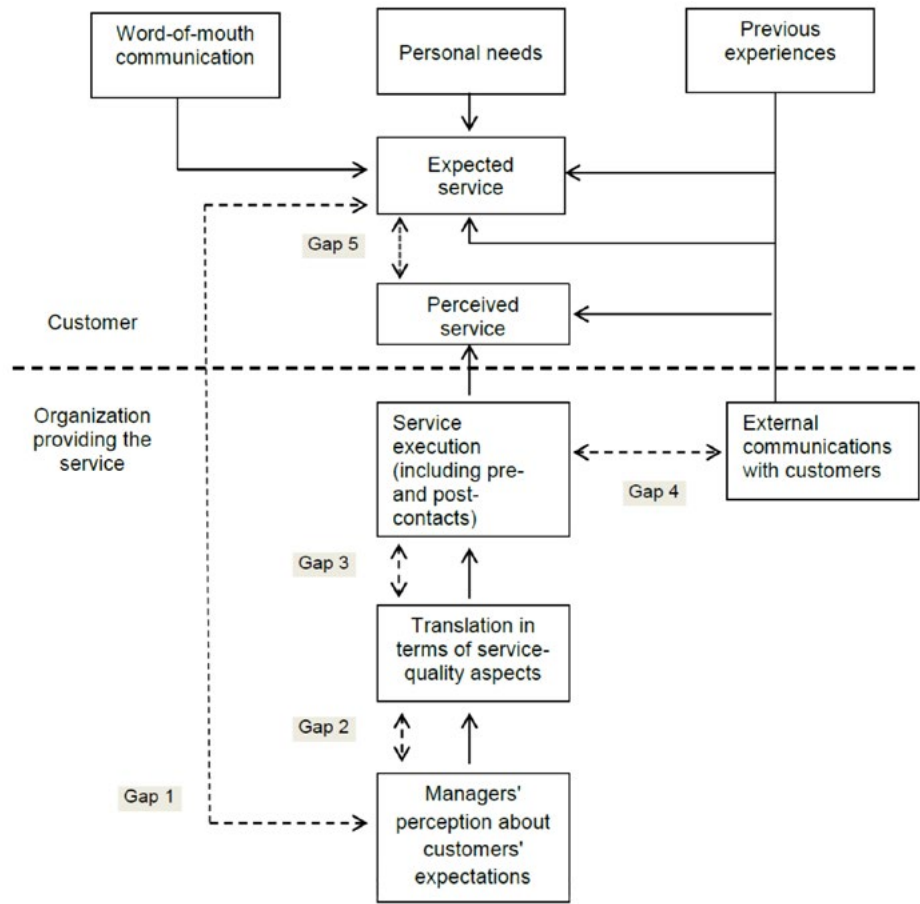 Word-of-mouth
communication
Personal needs
Previous
experiences
Expected
service
Gap 5
Perceived
service
Customer
Organization
providing the
service
Service
execution
(including pre-
and post-
contacts)
External
communications
with customers
Gap 4
Gap 3
Translation in
terms of service-
quality aspects
Gap 2
Gap 1
Managers'
perception about
customers'
expectations